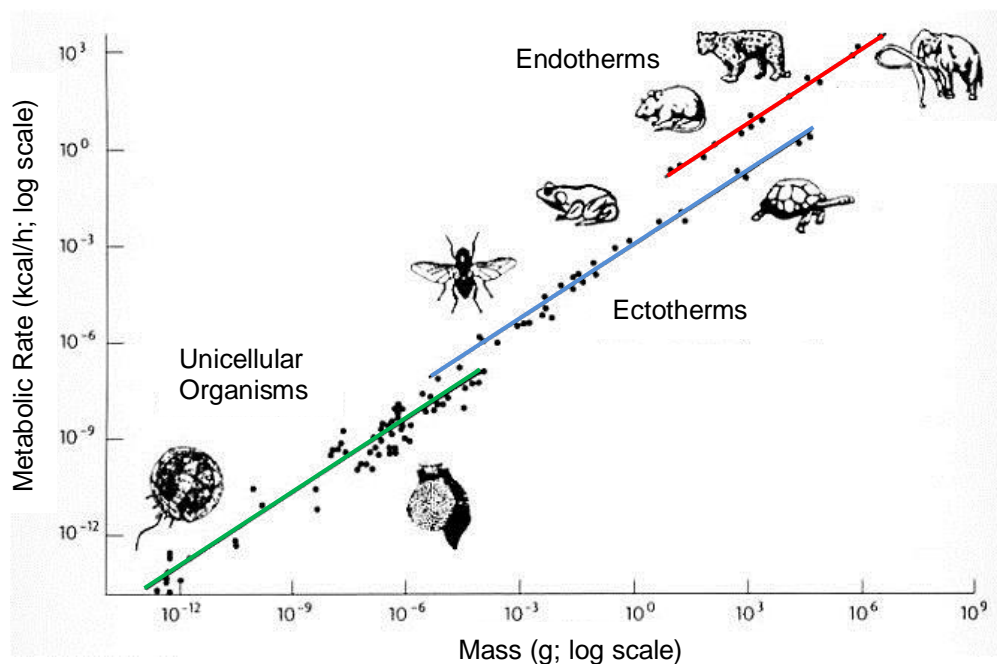 Metabolic Rate (kcal/h; log scale)
10³
10⁰
10⁻³
10⁻⁶
10⁻⁹
10⁻¹²
Endotherms
Ectotherms
Unicellular
Organisms
10⁻¹² 10⁻⁹ 10⁻⁶ 10⁻³ 10⁰ 10³ 10⁶ 10⁹
Mass (g; log scale)